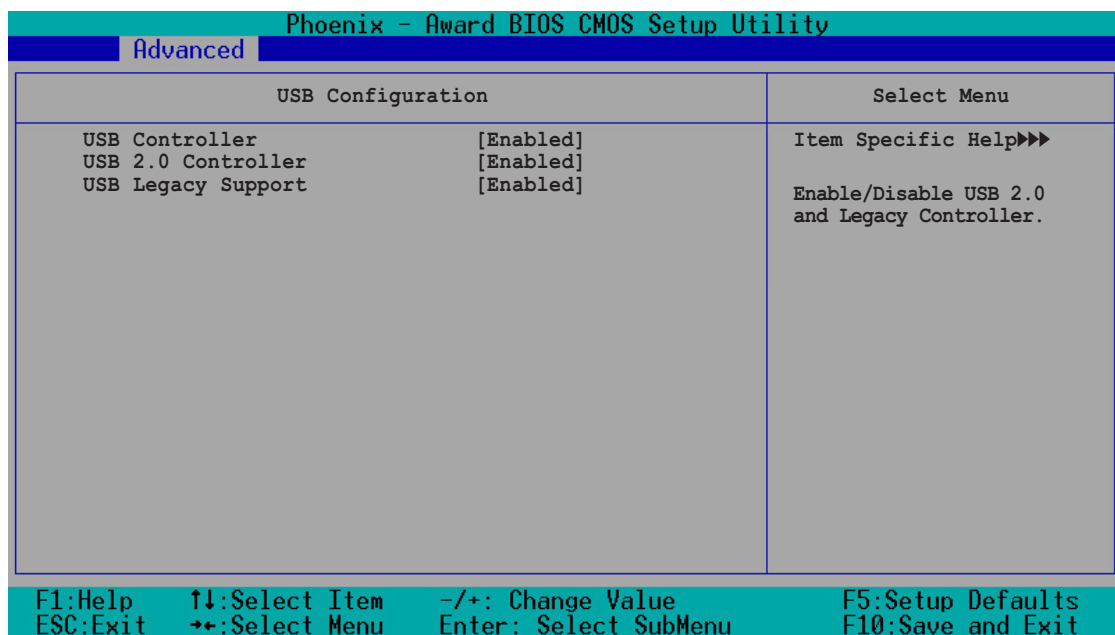 Phoenix - Award BIOS CMOS Setup Utility
Advanced
USB Configuration
Select Menu
USB Controller [Enabled]
USB 2.0 Controller [Enabled]
USB Legacy Support [Enabled]
Item Specific Help▶▶▶
Enable/Disable USB 2.0
and Legacy Controller.
F1:Help ↑↓:Select Item -/+: Change Value F5:Setup Defaults
ESC:Exit →←:Select Menu Enter: Select SubMenu F10:Save and Exit